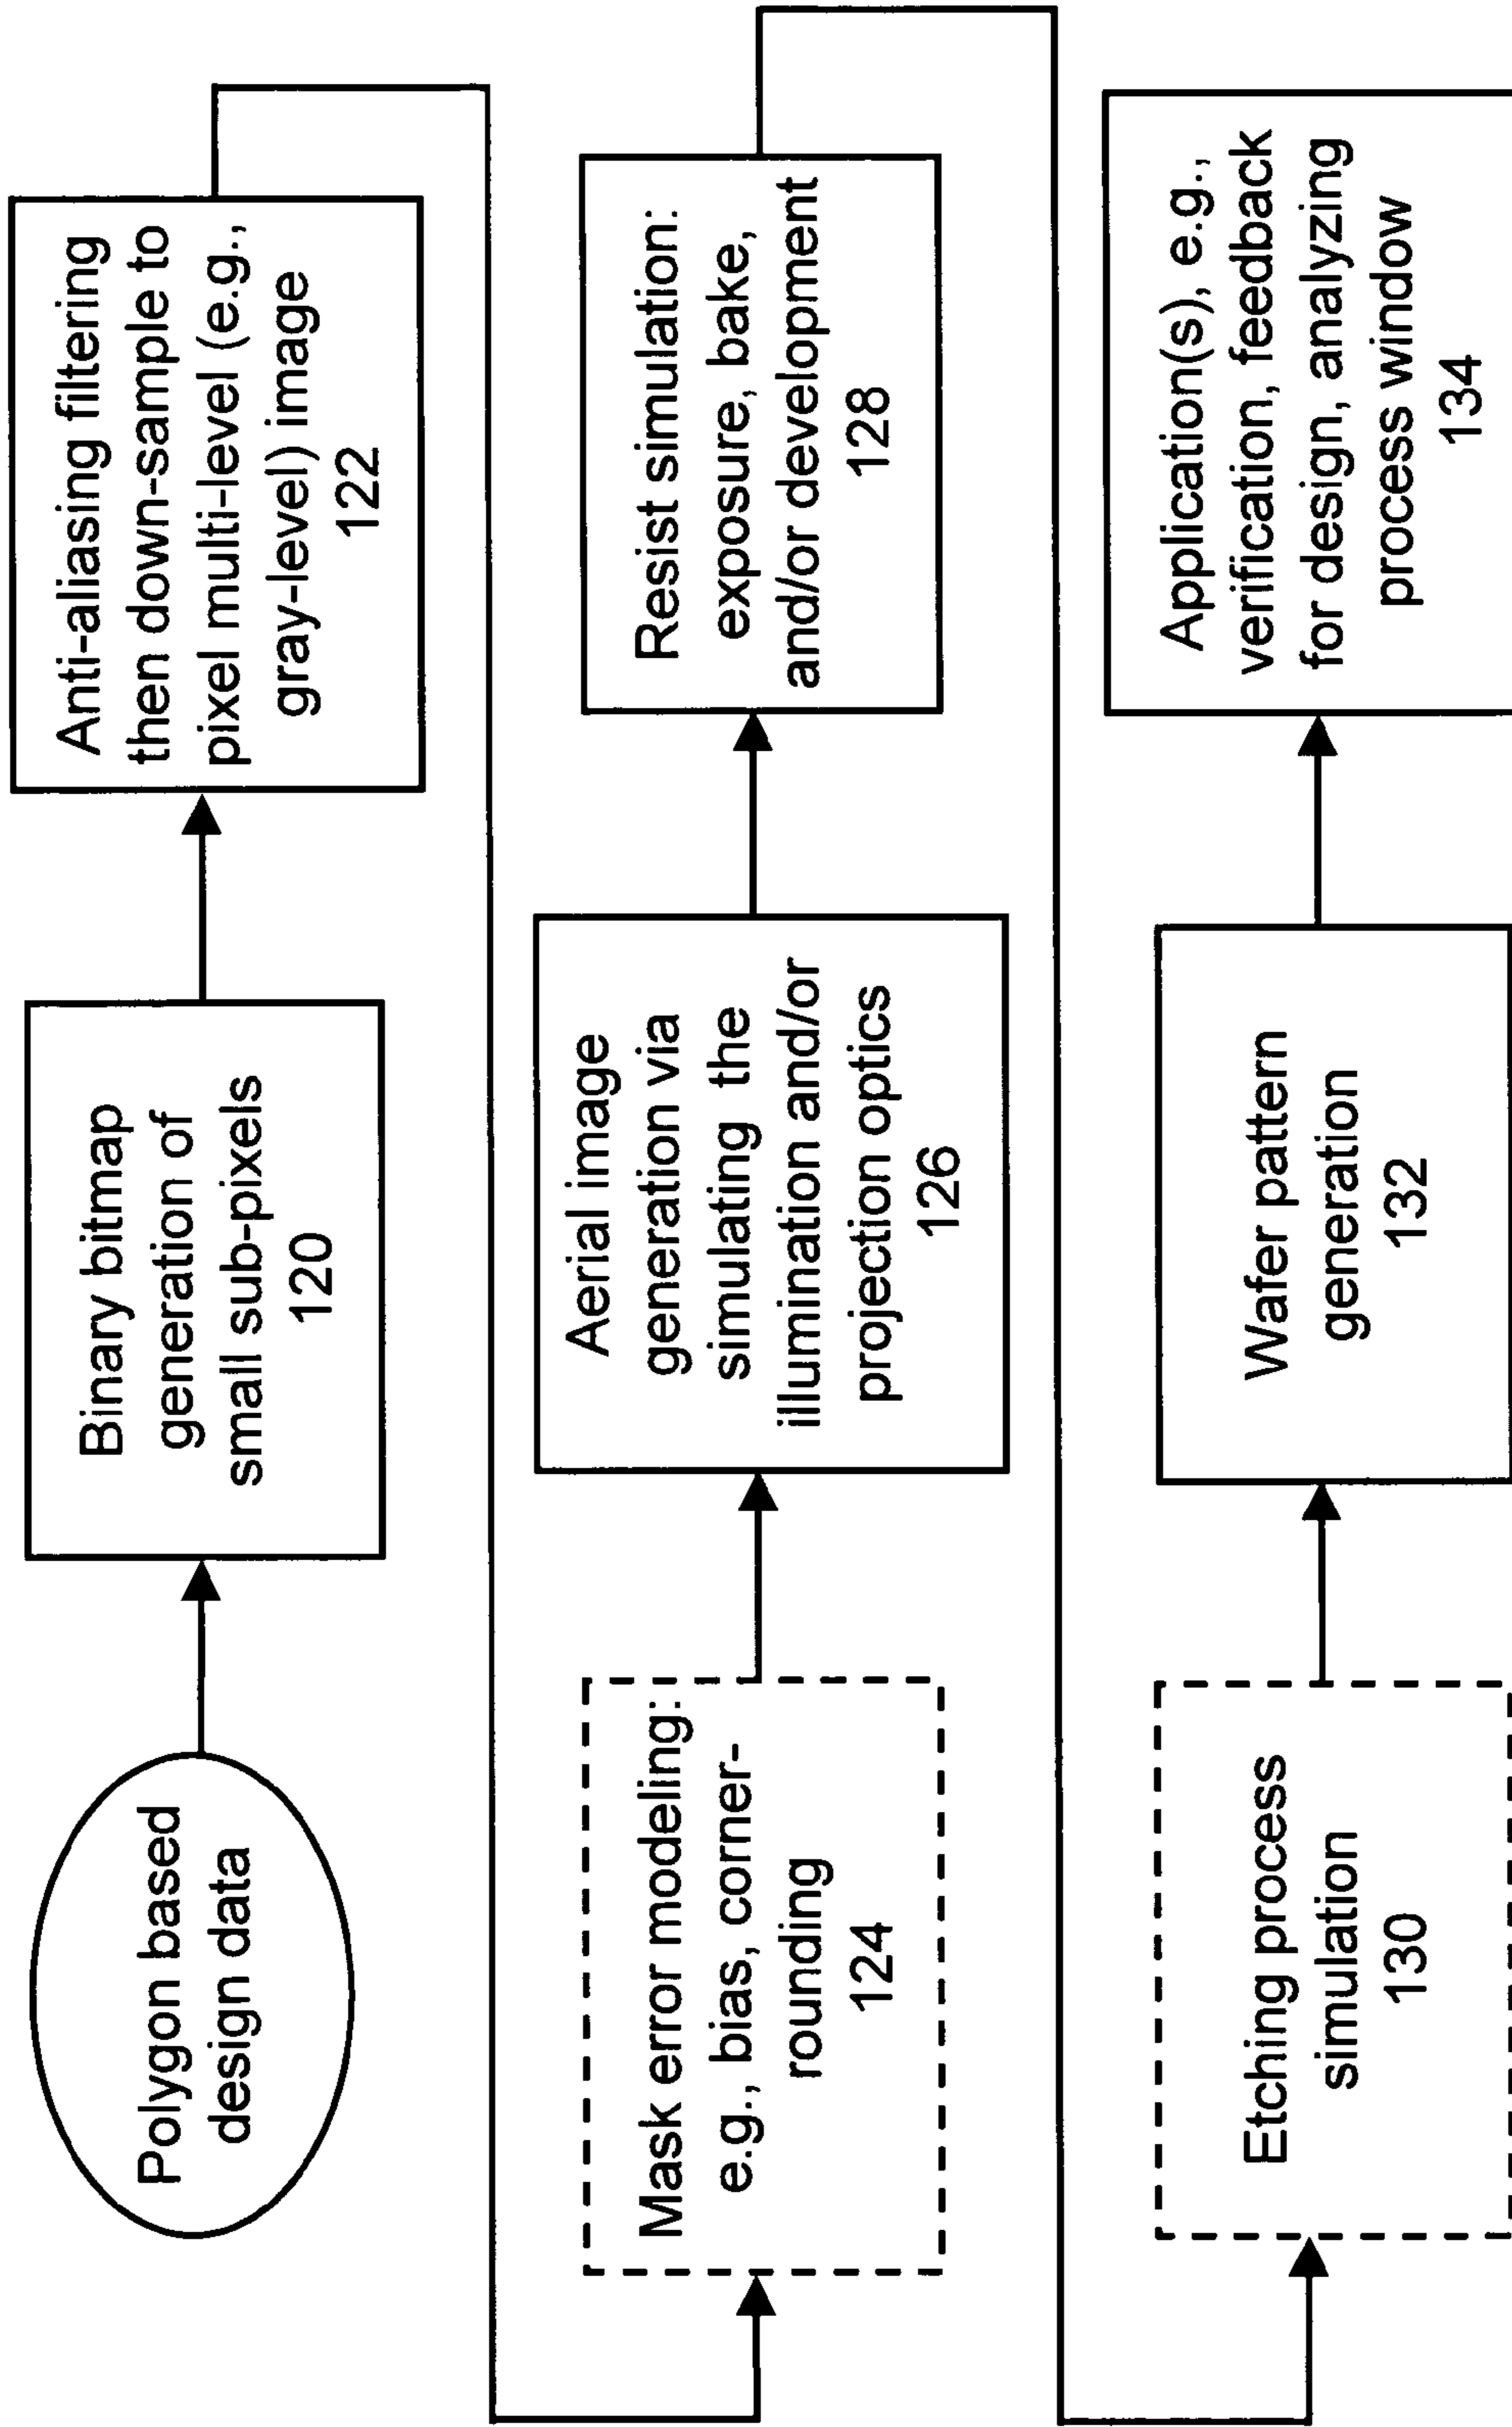 Polygon based
design data
Binary bitmap
generation of
small sub-pixels
120
Anti-aliasing filtering
then down-sample to
pixel multi-level (e.g.,
gray-level) image
122
Mask error modeling:
e.g., bias, corner-
rounding
124
Aerial image
generation via
simulating the
illumination and/or
projection optics
126
Resist simulation:
exposure, bake,
and/or development
128
Etching process
simulation
130
Wafer pattern
generation
132
Application(s), e.g.,
verification, feedback
for design, analyzing
process window
134